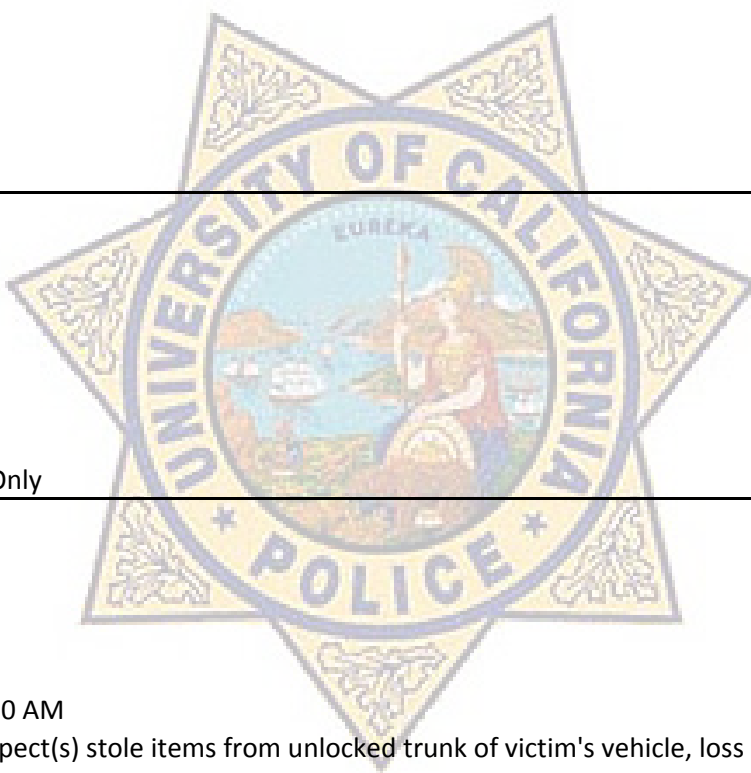 UNIVERSITY OF CALIFORNIA
EUREKA
Only
POLICE
0 AM
pect(s) stole items from unlocked trunk of victim's vehicle, loss